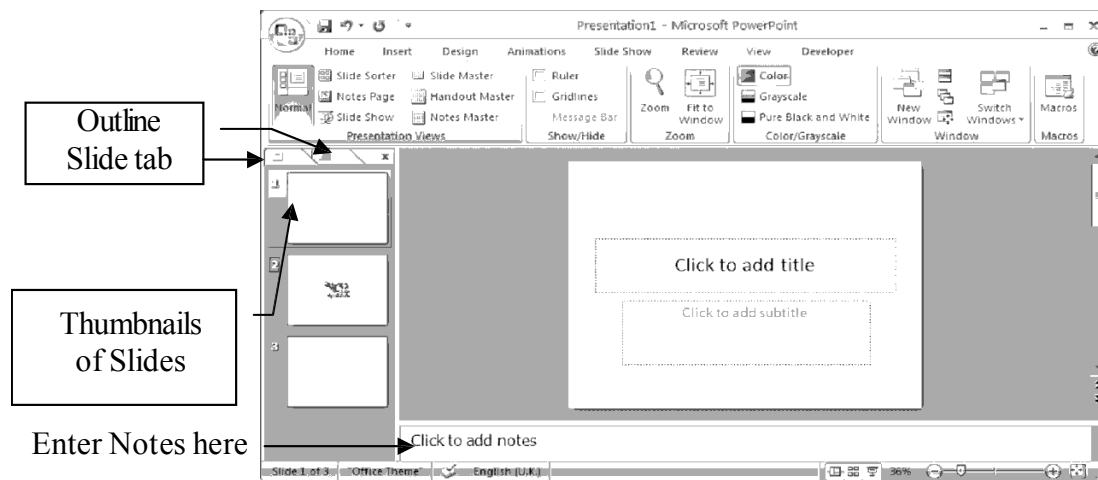 Presentation1 - Microsoft PowerPoint
Home Insert Design Animations Slide Show Review View Developer
Normal
Slide Sorter
Notes Page
Slide Show
Slide Master
Handout Master
Notes Master
Presentation Views
Ruler
Gridlines
Message Bar
Show/Hide
Zoom
Fit to
Window
Zoom
Color
Grayscale
Pure Black and White
Color/Grayscale
New
Window
Switch
Windows
Window
Macros
Macros
Outline
Slide tab
1
2
3
Thumbnails
of Slides
Click to add title
Click to add subtitle
Enter Notes here
Click to add notes
Slide 1 of 3 "Office Theme" English (U.K.) 36%